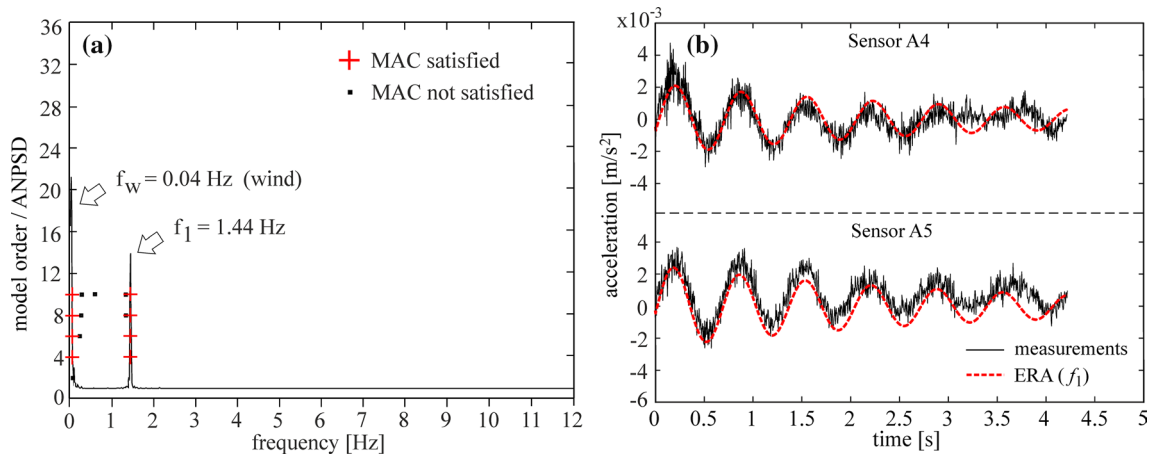 (a)
MAC satisfied
MAC not satisfied
f_w = 0.04 Hz (wind)
f_1 = 1.44 Hz
model order / ANPSD
36
32
28
24
20
16
12
8
4
0
0 1 2 3 4 5 6 7 8 9 10 11 12
frequency [Hz]
(b)
x10^-3
Sensor A4
6
4
2
0
-2
-4
Sensor A5
4
2
0
-2
-4
-6
acceleration [m/s²]
measurements
ERA (f_1)
0 0.5 1 1.5 2 2.5 3 3.5 4 4.5 5
time [s]